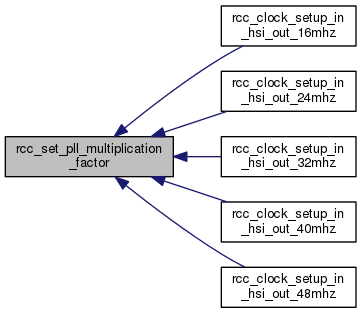 rcc_clock_setup_in
_hsi_out_16mhz
rcc_clock_setup_in
_hsi_out_24mhz
rcc_set_pll_multiplication
_factor
rcc_clock_setup_in
_hsi_out_32mhz
rcc_clock_setup_in
_hsi_out_40mhz
rcc_clock_setup_in
_hsi_out_48mhz